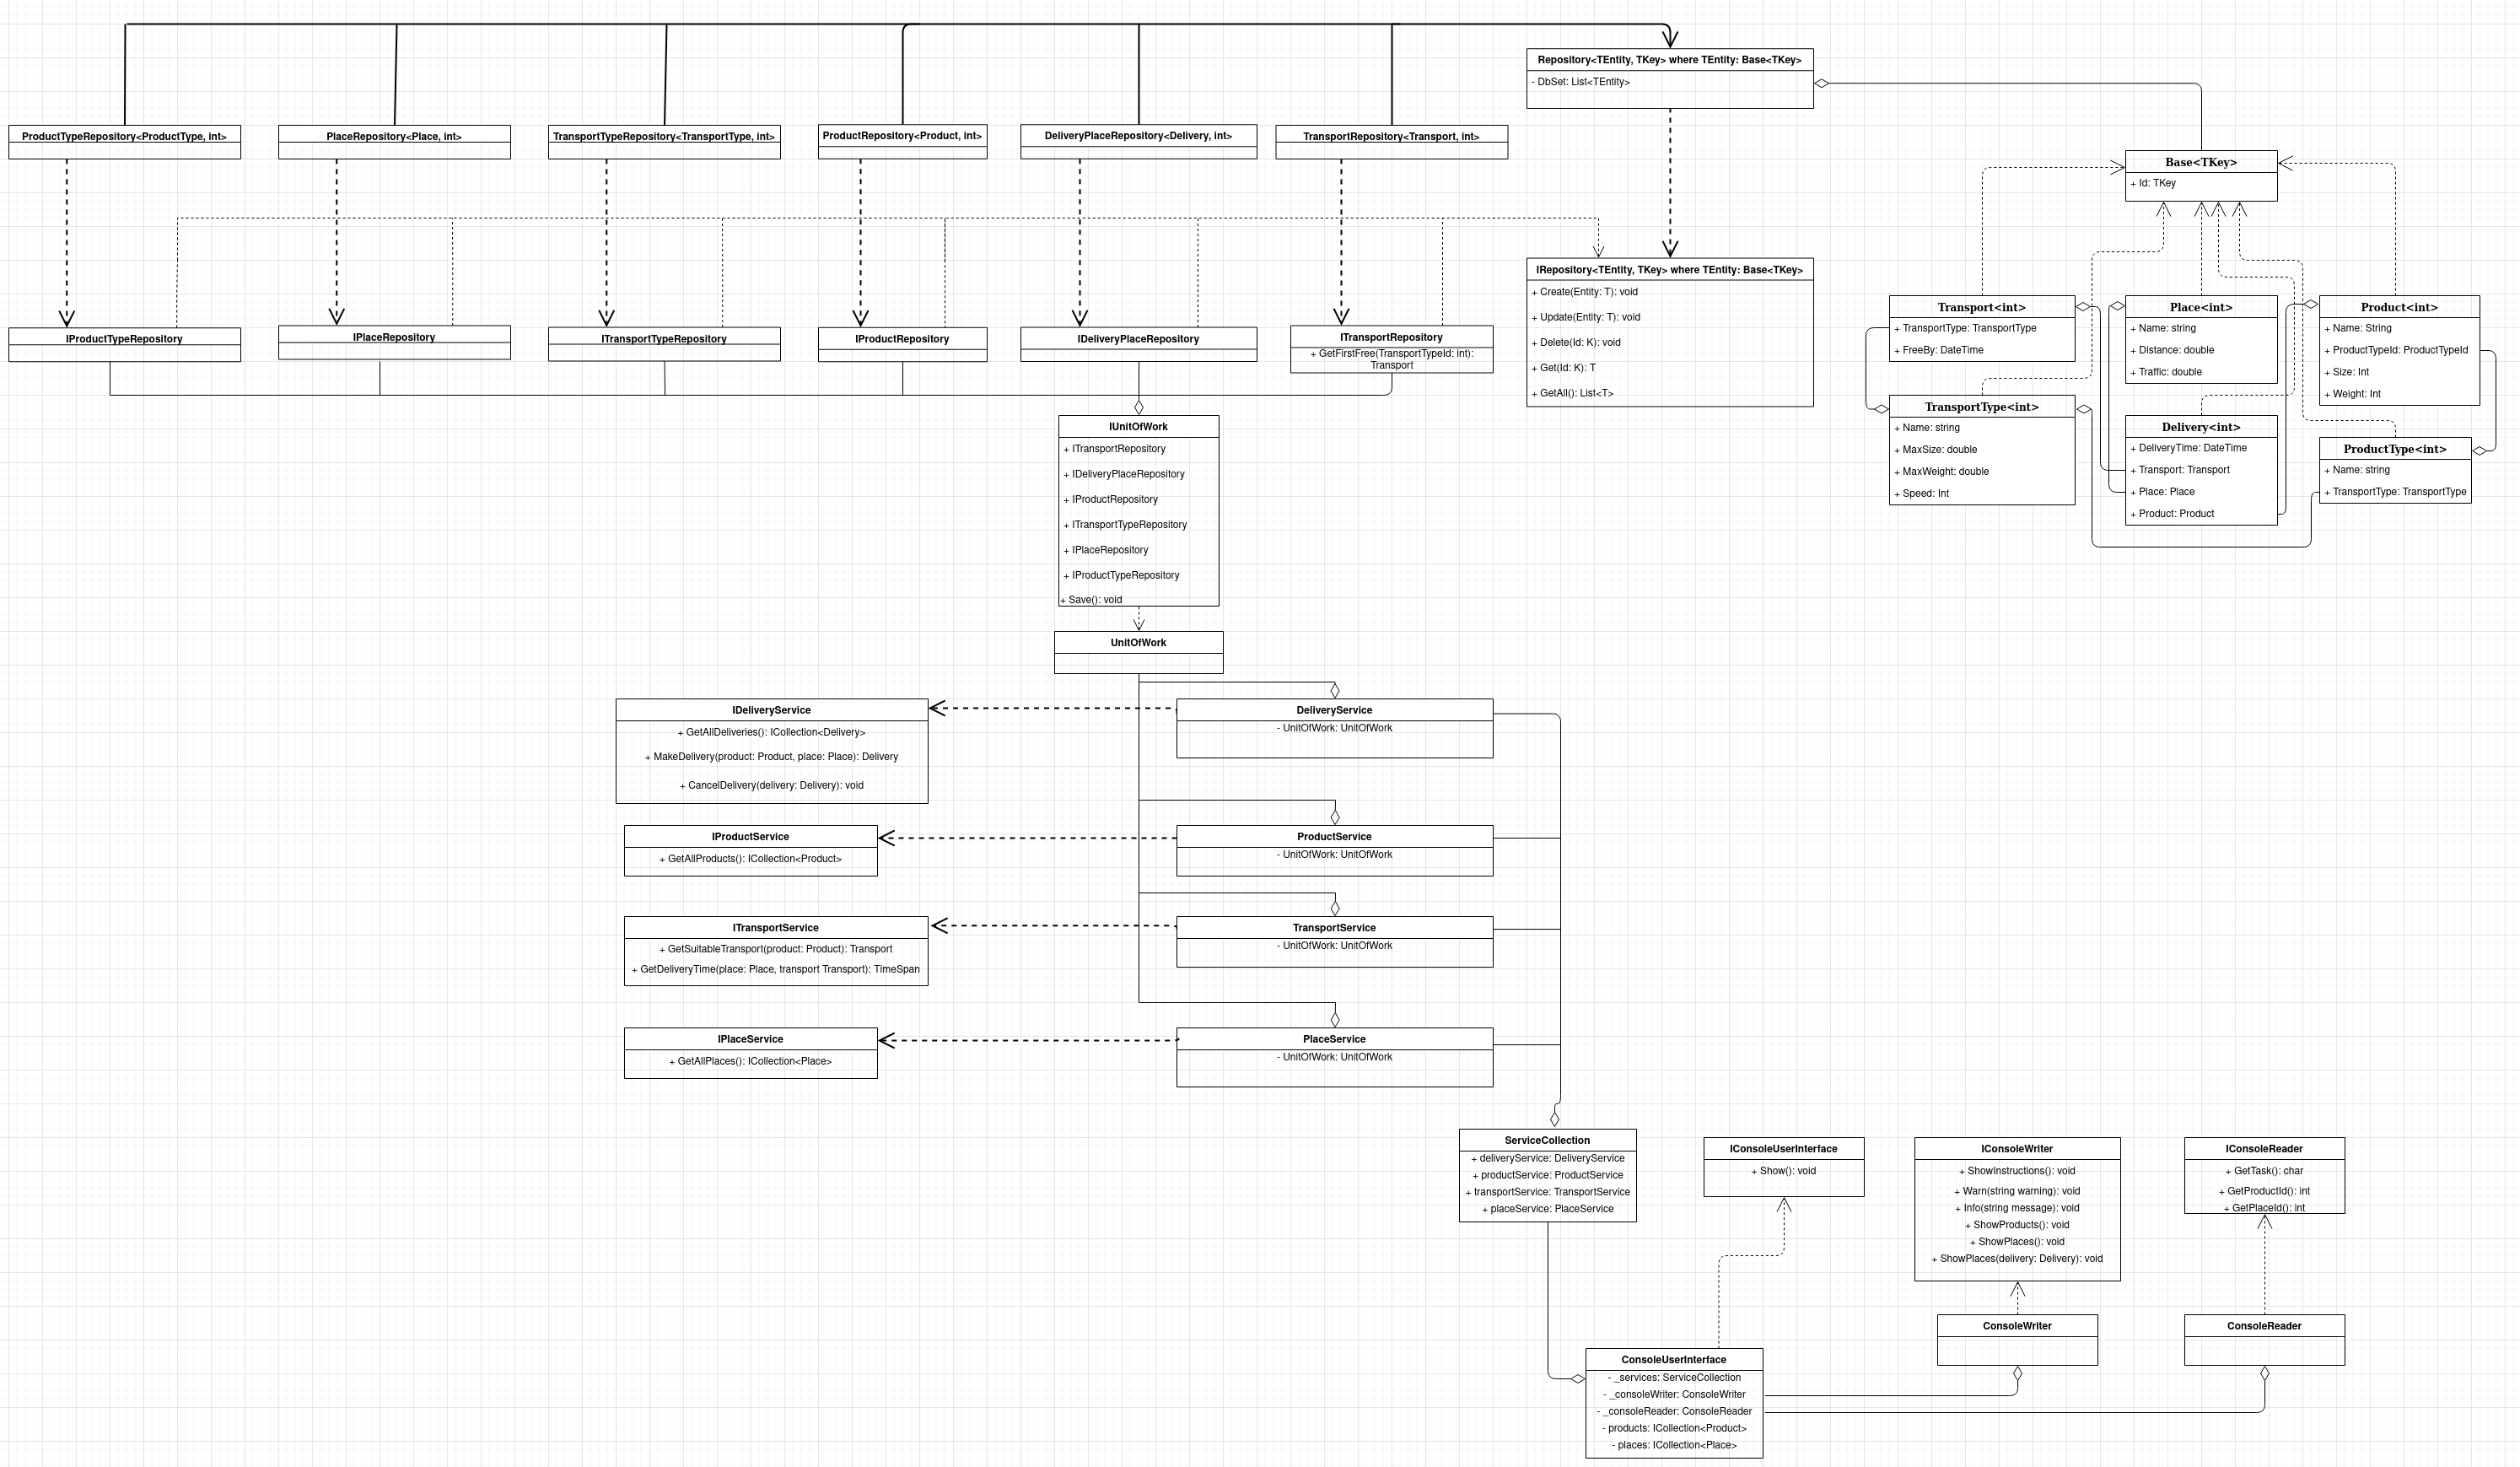 Repository<TEntity, TKey> where TEntity: Base<TKey>
- DbSet: List<TEntity>
ProductTypeRepository<ProductType, int>
PlaceRepository<Place, int>
TransportTypeRepository<TransportType, int>
ProductRepository<Product, int>
DeliveryPlaceRepository<Delivery, int>
TransportRepository<Transport, int>
Base<TKey>
+ Id: TKey
IProductTypeRepository
IPlaceRepository
ITransportTypeRepository
IProductRepository
IDeliveryPlaceRepository
ITransportRepository
+ GetFirstFree(TransportTypeId: int):
Transport
IRepository<TEntity, TKey> where TEntity: Base<TKey>
+ Create(Entity: T): void
+ Update(Entity: T): void
+ Delete(Id: K): void
+ Get(Id: K): T
+ GetAll(): List<T>
Transport<int>
+ TransportType: TransportType
+ FreeBy: DateTime
Place<int>
+ Name: string
+ Distance: double
+ Traffic: double
Product<int>
+ Name: String
+ ProductTypeId: ProductTypeId
+ Size: Int
+ Weight: Int
TransportType<int>
+ Name: string
+ MaxSize: double
+ MaxWeight: double
+ Speed: Int
Delivery<int>
+ DeliveryTime: DateTime
+ Transport: Transport
+ Place: Place
+ Product: Product
ProductType<int>
+ Name: string
+ TransportType: TransportType
IUnitOfWork
+ ITransportRepository
+ IDeliveryPlaceRepository
+ IProductRepository
+ ITransportTypeRepository
+ IPlaceRepository
+ IProductTypeRepository
+ Save(): void
UnitOfWork
IDeliveryService
+ GetAllDeliveries(): ICollection<Delivery>
+ MakeDelivery(product: Product, place: Place): Delivery
+ CancelDelivery(delivery: Delivery): void
DeliveryService
- UnitOfWork: UnitOfWork
IProductService
+ GetAllProducts(): ICollection<Product>
ProductService
- UnitOfWork: UnitOfWork
ITransportService
+ GetSuitableTransport(product: Product): Transport
+ GetDeliveryTime(place: Place, transport Transport): TimeSpan
TransportService
- UnitOfWork: UnitOfWork
IPlaceService
+ GetAllPlaces(): ICollection<Place>
PlaceService
- UnitOfWork: UnitOfWork
ServiceCollection
+ deliveryService: DeliveryService
+ productService: ProductService
+ transportService: TransportService
+ placeService: PlaceService
IConsoleUserInterface
+ Show(): void
IConsoleWriter
+ ShowInstructions(): void
+ Warn(string warning): void
+ Info(string message): void
+ ShowProducts(): void
+ ShowPlaces(): void
+ ShowPlaces(delivery: Delivery): void
IConsoleReader
+ GetTask(): char
+ GetProductId(): int
+ GetPlaceId(): int
ConsoleWriter
ConsoleReader
ConsoleUserInterface
- _services: ServiceCollection
- _consoleWriter: ConsoleWriter
- _consoleReader: ConsoleReader
- products: ICollection<Product>
- places: ICollection<Place>